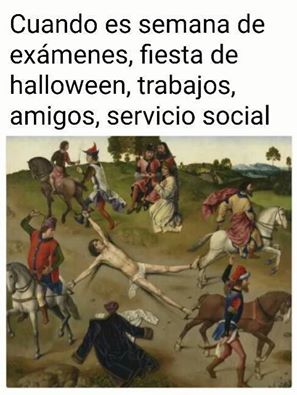 Cuando es semana de
exámenes, fiesta de
halloween, trabajos,
amigos, servicio social